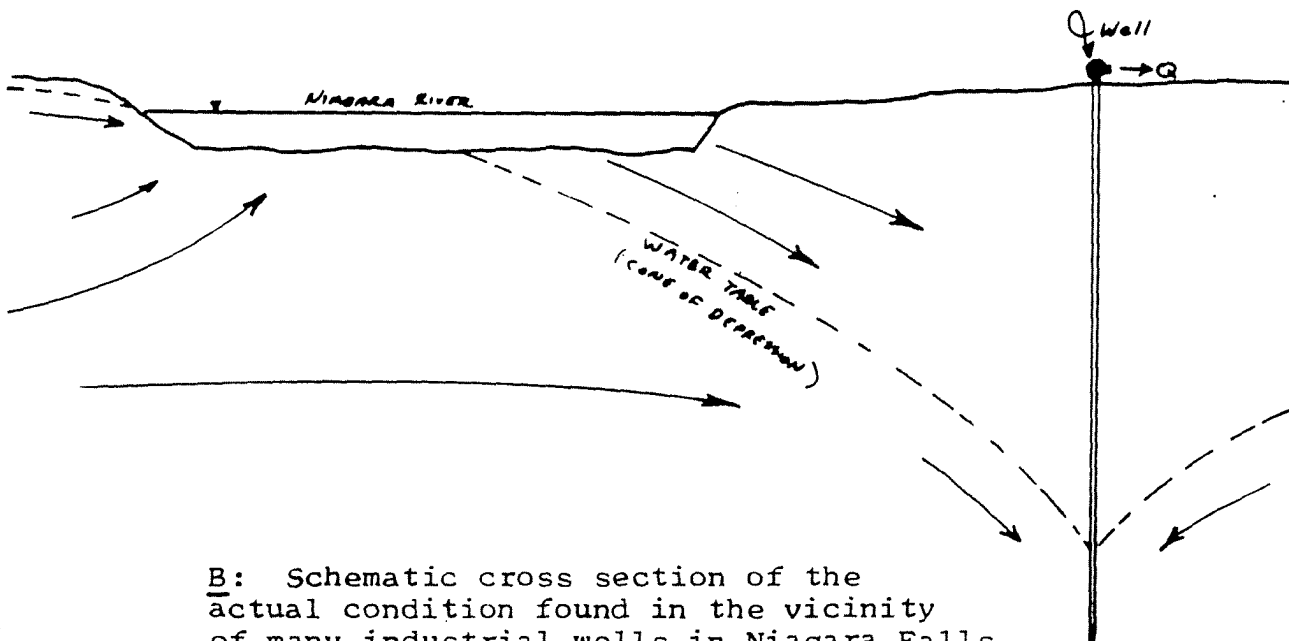 Well
Q
NIAGARA RIVER
WATER TABLE
(CONE OF DEPRESSION)
B: Schematic cross section of the
actual condition found in the vicinity
of many industrial wells in Niagara Falls